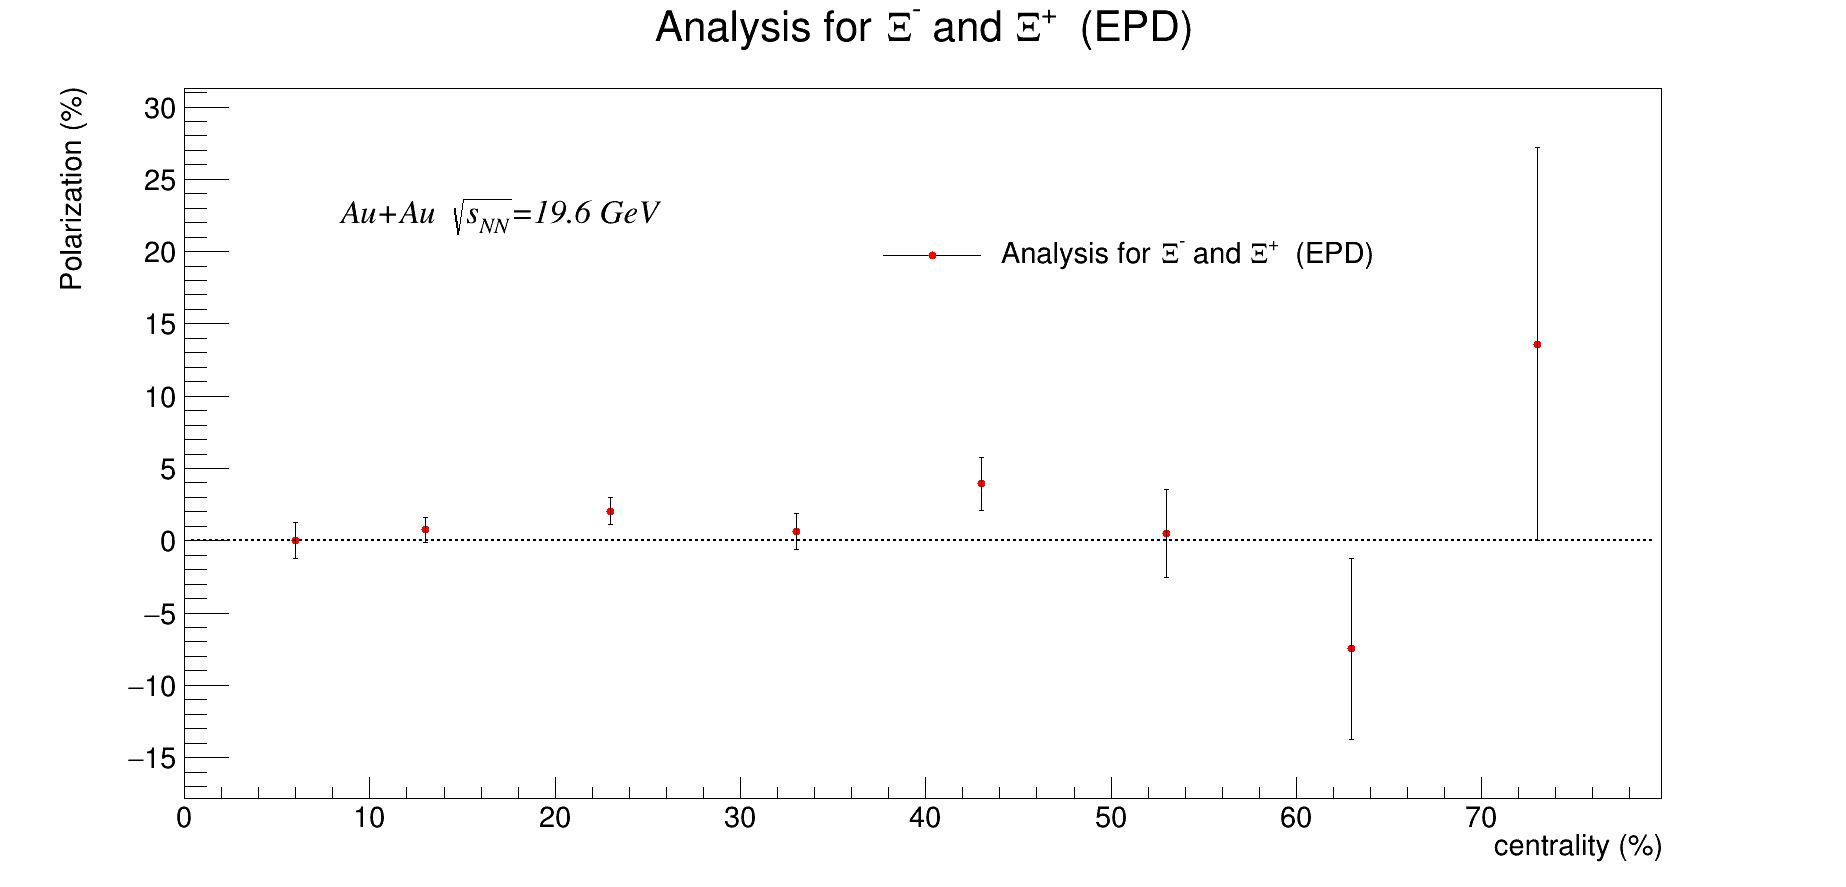 Analysis for Ξ⁻ and Ξ⁺ (EPD)
Polarization (%)
30
25
20
15
10
5
0
−5
−10
−15
Au+Au √sNN=19.6 GeV
Analysis for Ξ⁻ and Ξ⁺ (EPD)
0 10 20 30 40 50 60 70
centrality (%)